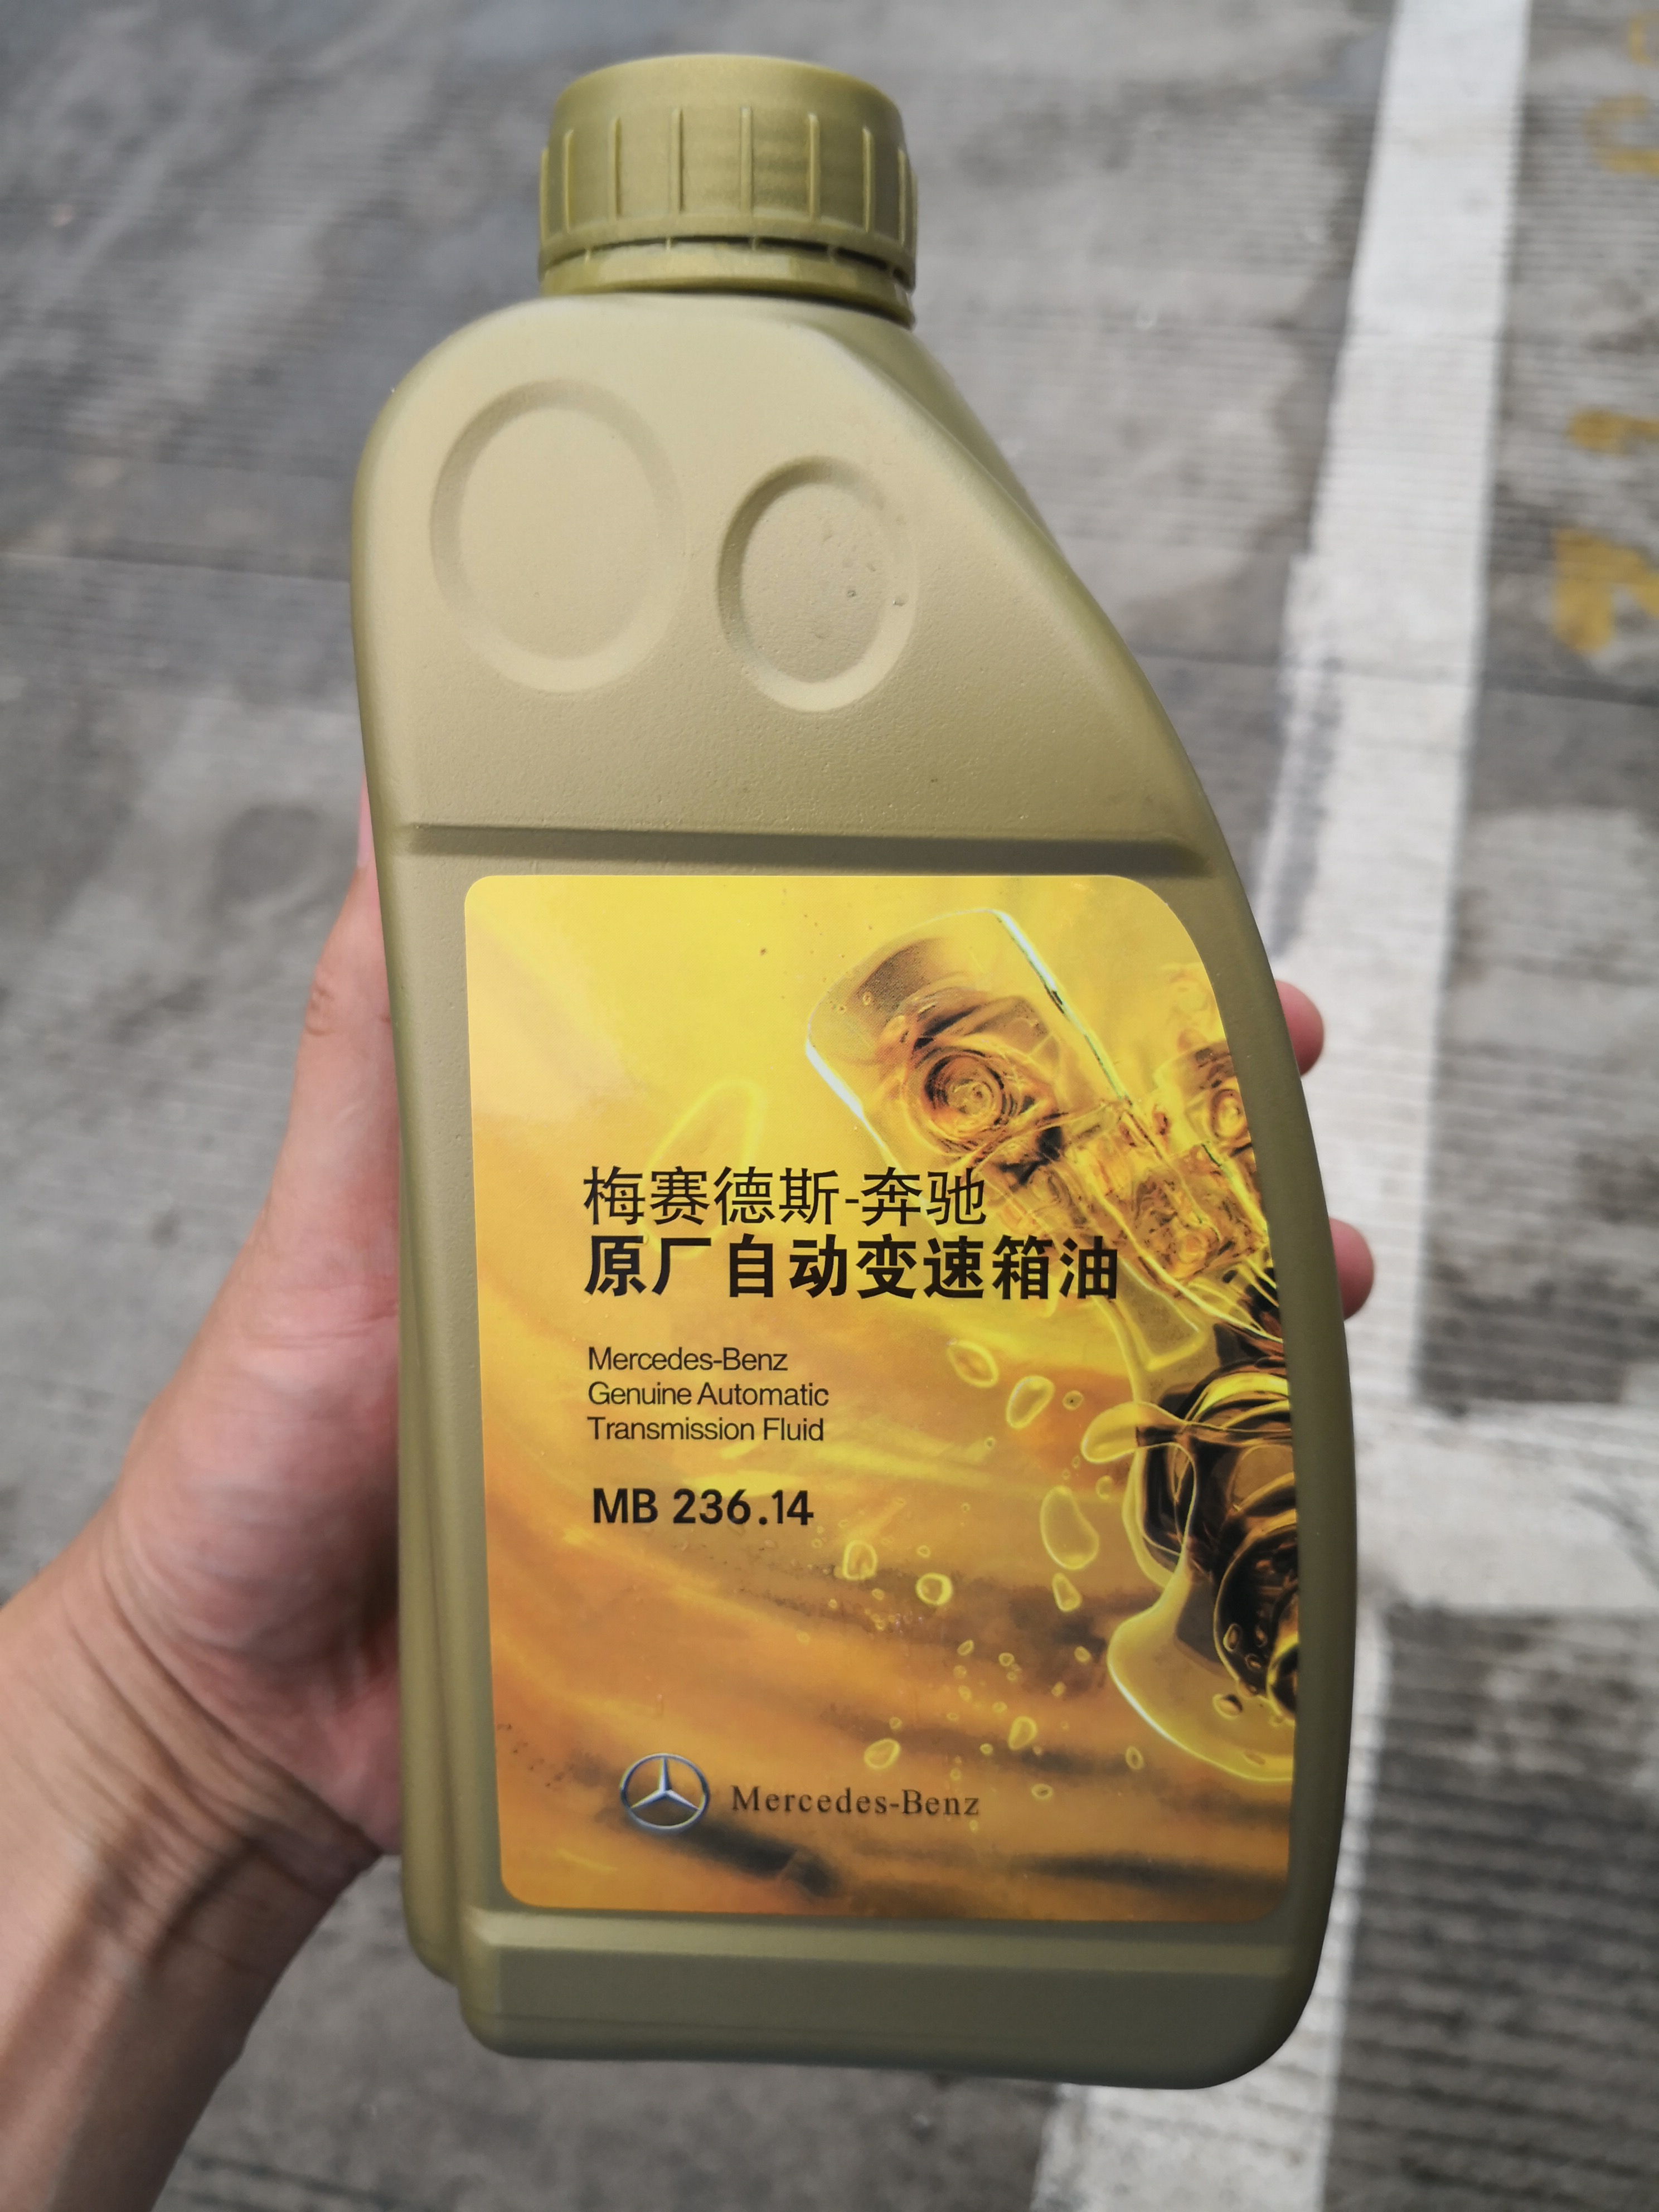 梅赛德斯-奔驰
原厂自动变速箱油
Mercedes-Benz
Genuine Automatic
Transmission Fluid
MB 236.14
Mercedes-Benz